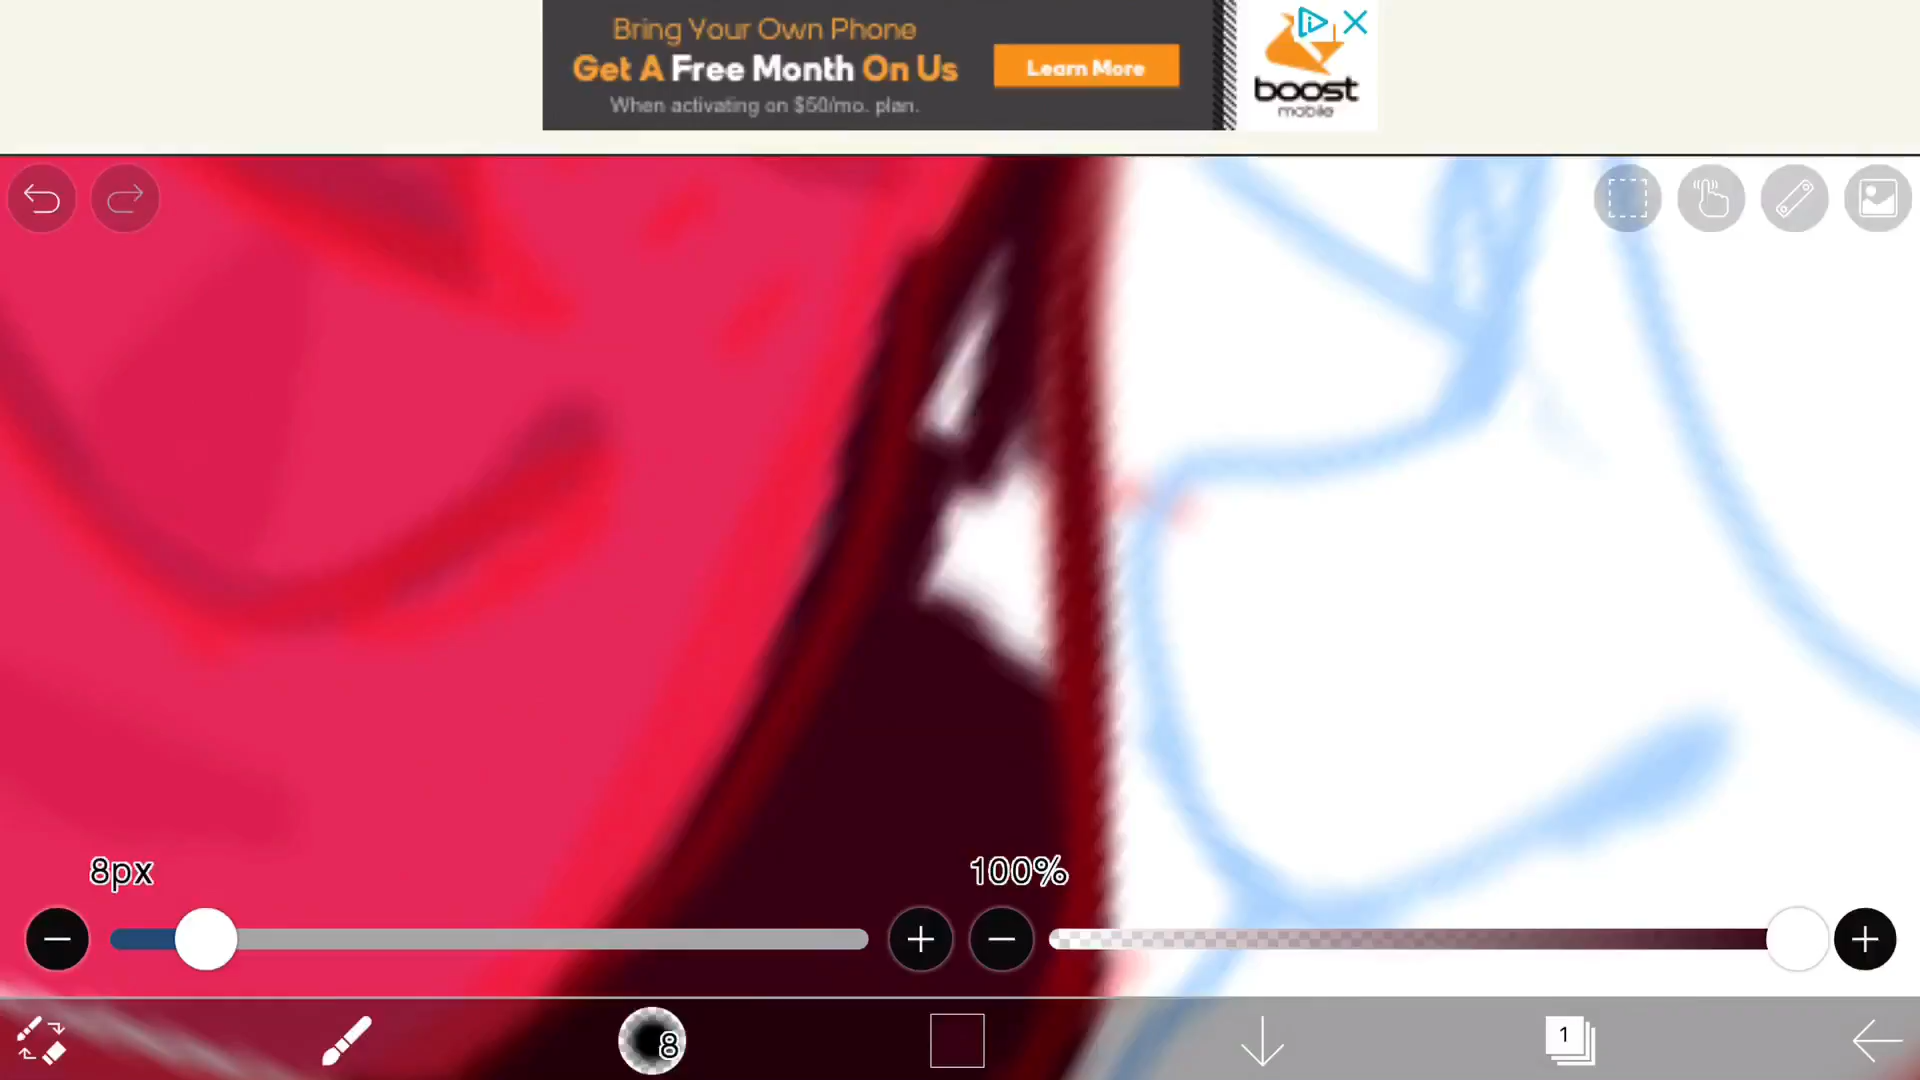 Bring Your Own Phone
Get A Free Month On Us
When activating on $50/mo. plan.
Learn More
boost
mobile
8px
100%
8
1